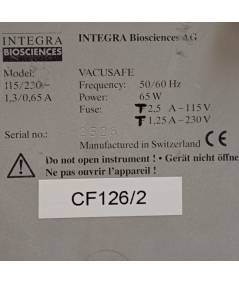 INTEGRA BIOSCIENCES
INTEGRA Biosciences AG
Model: VACUSAFE
115/230~ Frequency: 50/60 Hz
1,3/0,65 A Power: 65 W
Fuse: T 2,5 A – 115 V
T 1,25 A – 230 V
Serial no.:
Manufactured in Switzerland CE
Do not open instrument ! • Gerät nicht öffne
Ne pas ouvrir l'appareil !
CF126/2